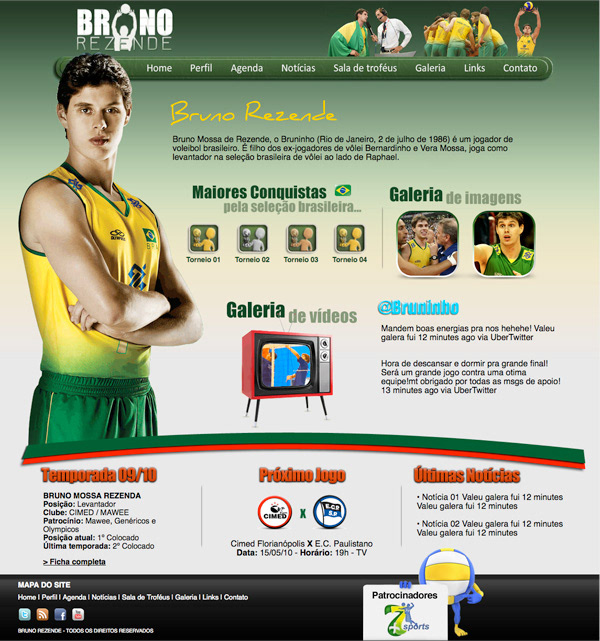 BRUNO
REZENDE
Home Perfil Agenda Notícias Sala de troféus Galeria Links Contato
Bruno Rezende
Bruno Mossa de Rezende, o Bruninho (Rio de Janeiro, 2 de julho de 1986) é um jogador de
voleibol brasileiro. É filho dos ex-jogadores de vôlei Bernardinho e Vera Mossa, joga como
levantador na seleção brasileira de vôlei ao lado de Raphael.
Maiores Conquistas
pela seleção brasileira...
Torneio 01 Torneio 02 Torneio 03 Torneio 04
Galeria de imagens
Galeria de vídeos
@Bruninho
Mandem boas energias pra nos hehehe! Valeu
galera fui 12 minutes ago via UberTwitter
Hora de descansar e dormir pra grande final!
Será um grande jogo contra uma otima
equipe!mt obrigado por todas as msgs de apoio!
13 minutes ago via UberTwitter
Temporada 09/10
BRUNO MOSSA REZENDA
Posição: Levantador
Clube: CIMED / MAWEE
Patrocínio: Mawee, Genéricos e
Olympicos
Posição atual: 1º Colocado
Última temporada: 2º Colocado
> Ficha completa
Próximo Jogo
CIMED X
Cimed Florianópolis X E.C. Paulistano
Data: 15/05/10 - Horário: 19h - TV
Últimas Notícias
• Notícia 01 Valeu galera fui 12 minutes
Valeu galera fui 12 minutes
• Notícia 02 Valeu galera fui 12 minutes
Valeu galera fui 12 minutes
MAPA DO SITE
Home | Perfil | Agenda | Notícias | Sala de Troféus | Galeria | Links | Contato
BRUNO REZENDE - TODOS OS DIREITOS RESERVADOS
Patrocinadores
7 sports